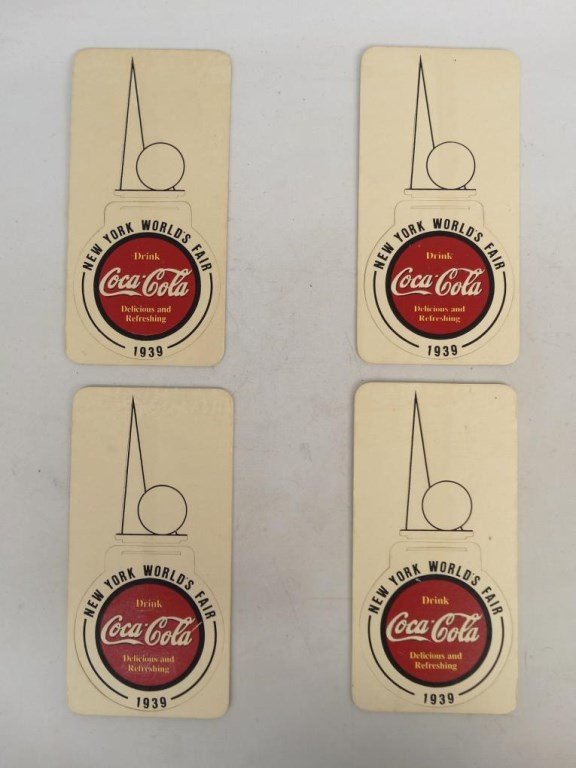 NEW YORK WORLD'S FAIR
Drink
Coca-Cola
Delicious and
Refreshing
1939
NEW YORK WORLD'S FAIR
Drink
Coca-Cola
Delicious and
Refreshing
1939
NEW YORK WORLD'S FAIR
Drink
Coca-Cola
Delicious and
Refreshing
1939
NEW YORK WORLD'S FAIR
Drink
Coca-Cola
Delicious and
Refreshing
1939